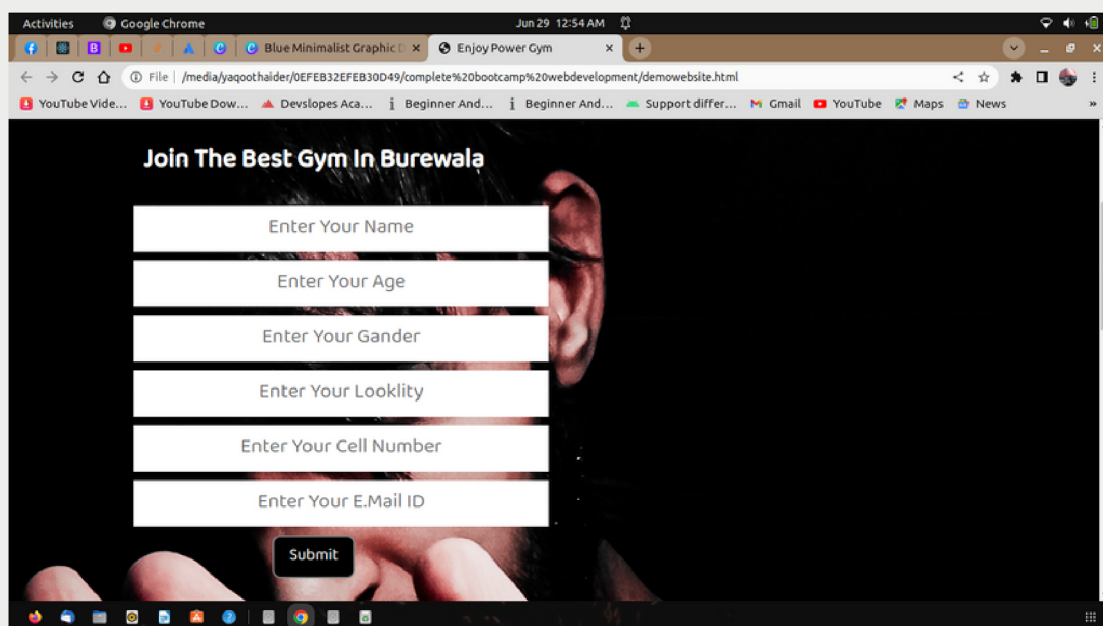 Activities Google Chrome Jun 29 12:54 AM
Blue Minimalist Graphic D Enjoy Power Gym
File /media/yaqoothaider/0EFEB32EFEB30D49/complete%20bootcamp%20webdevelopment/demowebsite.html
YouTube Vide... YouTube Dow... Devslopes Aca... Beginner And... Beginner And... Support differ... Gmail YouTube Maps News
Join The Best Gym In Burewala
Enter Your Name
Enter Your Age
Enter Your Gander
Enter Your Looklity
Enter Your Cell Number
Enter Your E.Mail ID
Submit